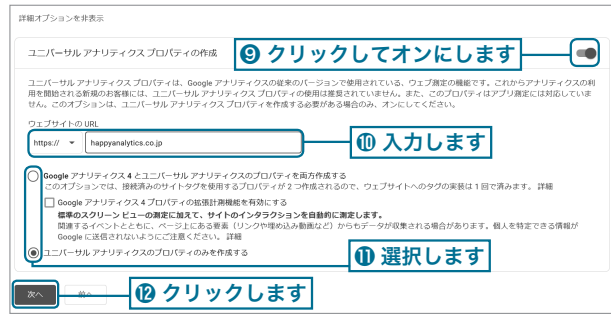 詳細オプションを非表示
ユニバーサル アナリティクス プロパティの作成
❾ クリックしてオンにします
ユニバーサル アナリティクス プロパティは、Google アナリティクスの従来のバージョンで使用されている、ウェブ測定の機能です。これからアナリティクスの利
用を開始される新規のお客様には、ユニバーサル アナリティクス プロパティの使用は推奨されていません。また、このプロパティはアプリ測定には対応していま
せん。このオプションは、ユニバーサル アナリティクス プロパティを作成する必要がある場合のみ、オンにしてください。
ウェブサイトの URL
https:// happyanalytics.co.jp
❿ 入力します
Google アナリティクス 4 とユニバーサル アナリティクスのプロパティを両方作成する
このオプションでは、接続済みのサイトタグを使用するプロパティが 2 つ作成されるので、ウェブサイトへのタグの実装は 1 回で済みます。 詳細
Google アナリティクス 4 プロパティの拡張計測機能を有効にする
標準のスクリーン ビューの測定に加えて、サイトのインタラクションを自動的に測定します。
関連するイベントとともに、ページ上にある要素（リンクや埋め込み動画など）からもデータが収集される場合があります。個人を特定できる情報が
Google に送信されないようにご注意ください。 詳細
ユニバーサル アナリティクスのプロパティのみを作成する
⓫ 選択します
次へ 前へ
⓬ クリックします